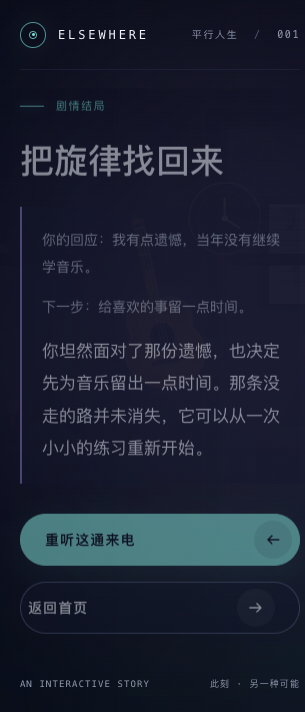 ELSEWHERE
平行人生 / 001
剧情结局
把旋律找回来
你的回应：我有点遗憾，当年没有继续
学音乐。
下一步：给喜欢的事留一点时间。
你坦然面对了那份遗憾，也决定
先为音乐留出一点时间。那条没
走的路并未消失，它可以从一次
小小的练习重新开始。
重听这通来电 ←
返回首页 →
AN INTERACTIVE STORY
此刻 · 另一种可能